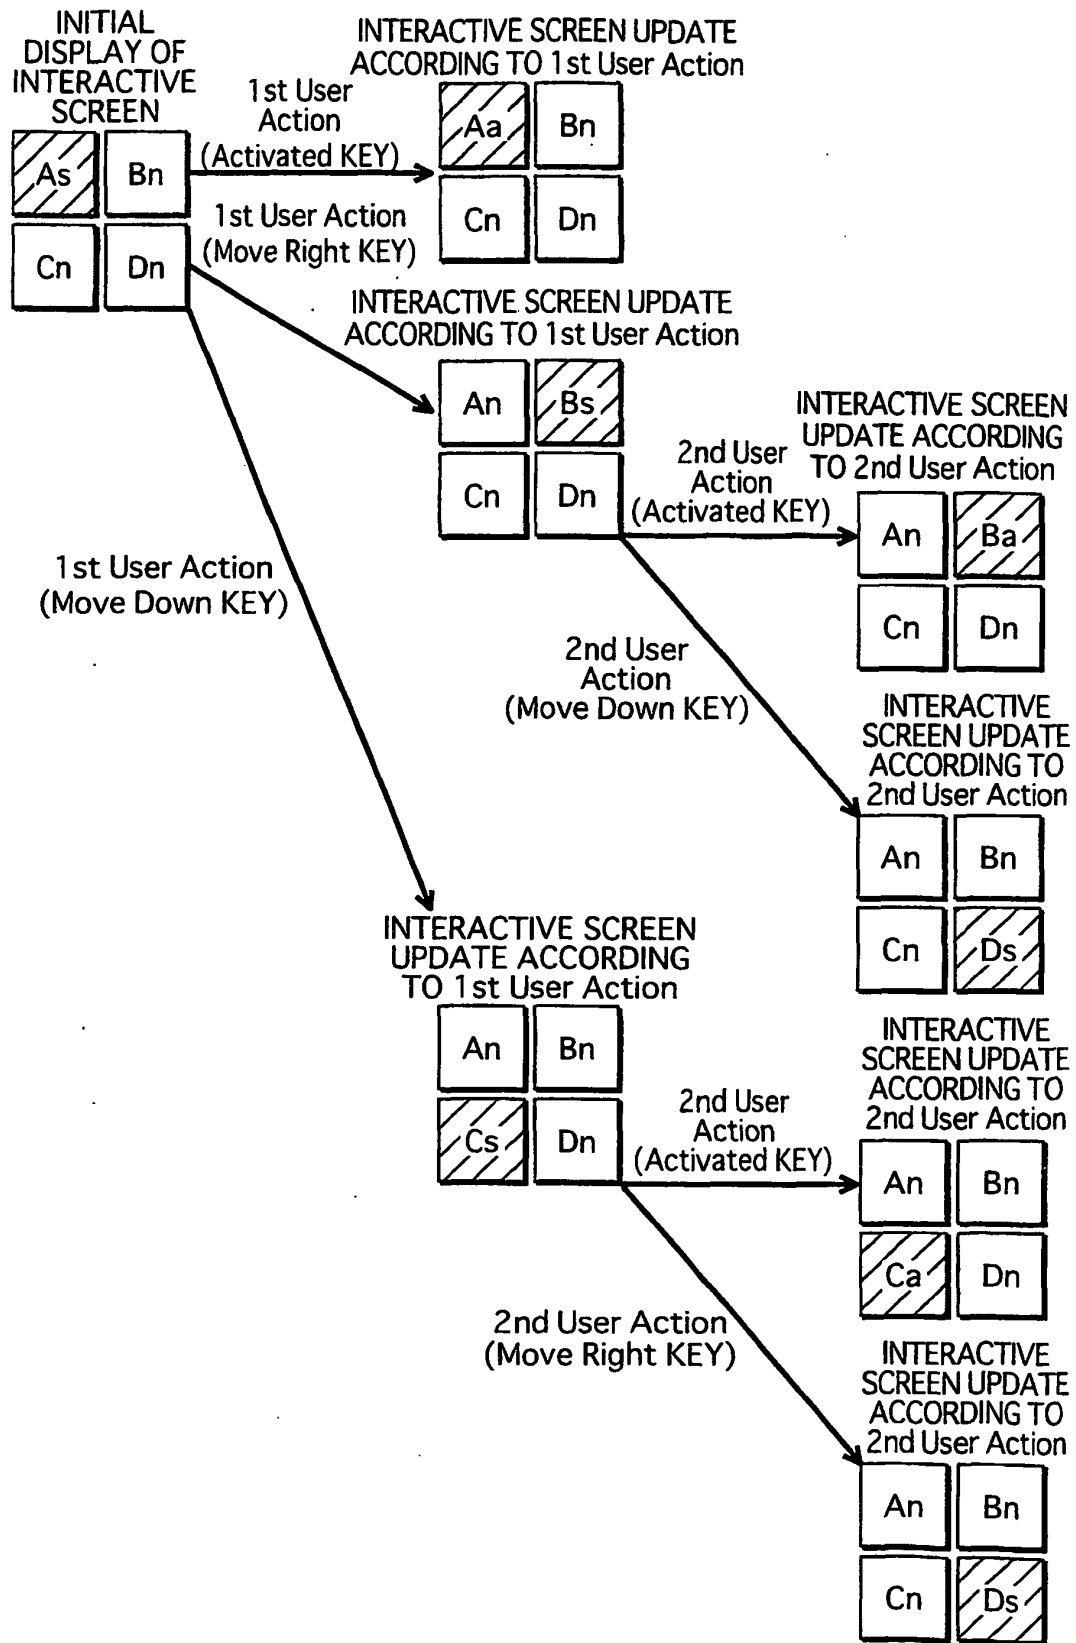 INITIAL
DISPLAY OF
INTERACTIVE
SCREEN
As Bn
Cn Dn
1st User
Action
(Activated KEY)
INTERACTIVE SCREEN UPDATE
ACCORDING TO 1st User Action
Aa Bn
Cn Dn
1st User Action
(Move Right KEY)
INTERACTIVE SCREEN UPDATE
ACCORDING TO 1st User Action
An Bs
Cn Dn
2nd User
Action
(Activated KEY)
INTERACTIVE SCREEN
UPDATE ACCORDING
TO 2nd User Action
An Ba
Cn Dn
2nd User
Action
(Move Down KEY)
INTERACTIVE
SCREEN UPDATE
ACCORDING TO
2nd User Action
An Bn
Cn Ds
1st User Action
(Move Down KEY)
INTERACTIVE SCREEN
UPDATE ACCORDING
TO 1st User Action
An Bn
Cs Dn
2nd User
Action
(Activated KEY)
INTERACTIVE
SCREEN UPDATE
ACCORDING TO
2nd User Action
An Bn
Ca Dn
2nd User Action
(Move Right KEY)
INTERACTIVE
SCREEN UPDATE
ACCORDING TO
2nd User Action
An Bn
Cn Ds